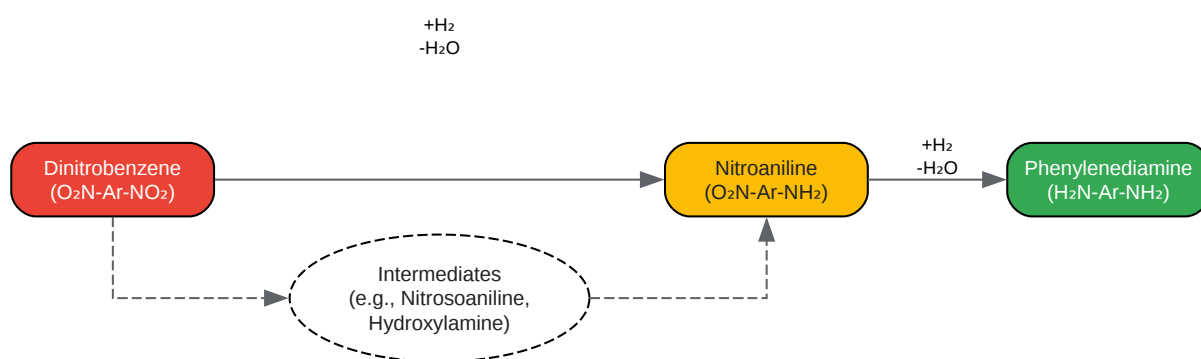 +H₂
-H₂O
Dinitrobenzene
(O₂N-Ar-NO₂)
Nitroaniline
(O₂N-Ar-NH₂)
+H₂
-H₂O
Phenylenediamine
(H₂N-Ar-NH₂)
Intermediates
(e.g., Nitrosoaniline,
Hydroxylamine)